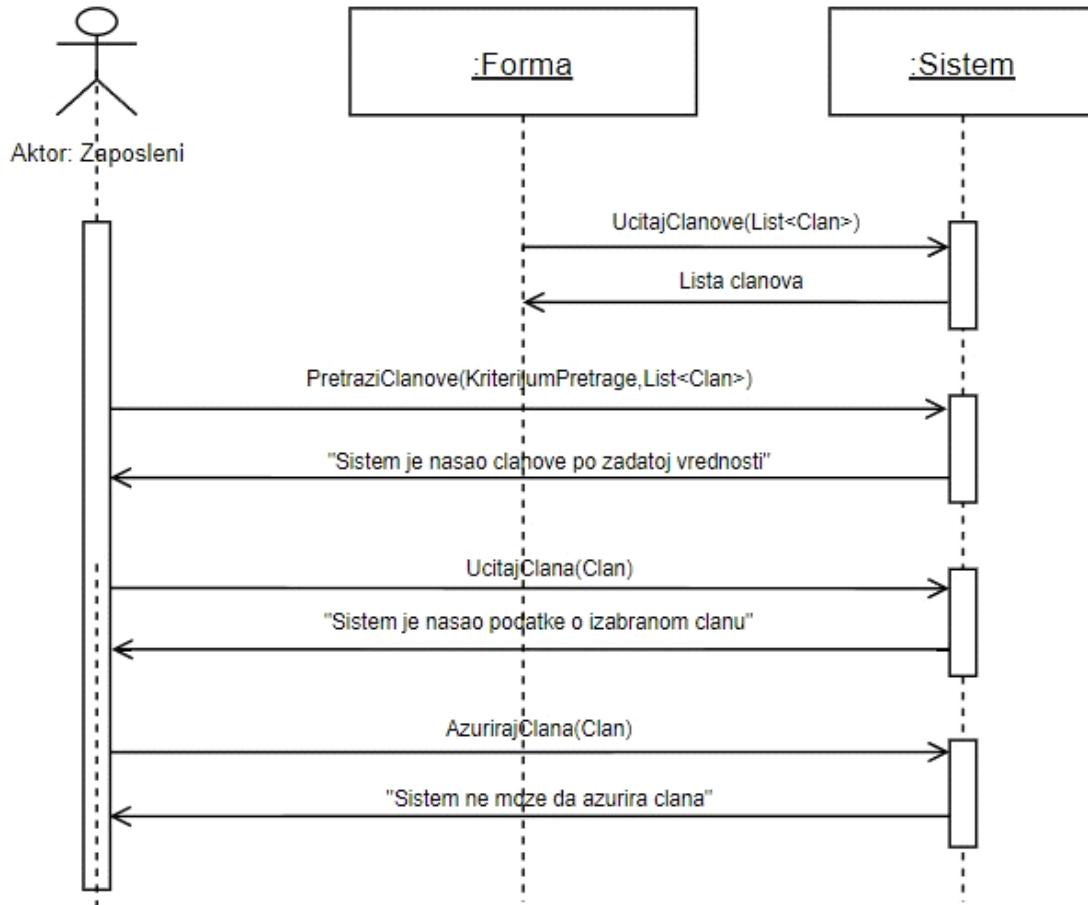 :Forma
:Sistem
Aktor: Zaposleni
UcitajClanove(List<Clan>)
Lista clanova
PretraziClanove(KriterijumPretrage,List<Clan>)
"Sistem je nasao clanove po zadatoj vrednosti"
UcitajClana(Clan)
"Sistem je nasao podatke o izabranom clanu"
AzurirajClana(Clan)
"Sistem ne moze da azurira clana"